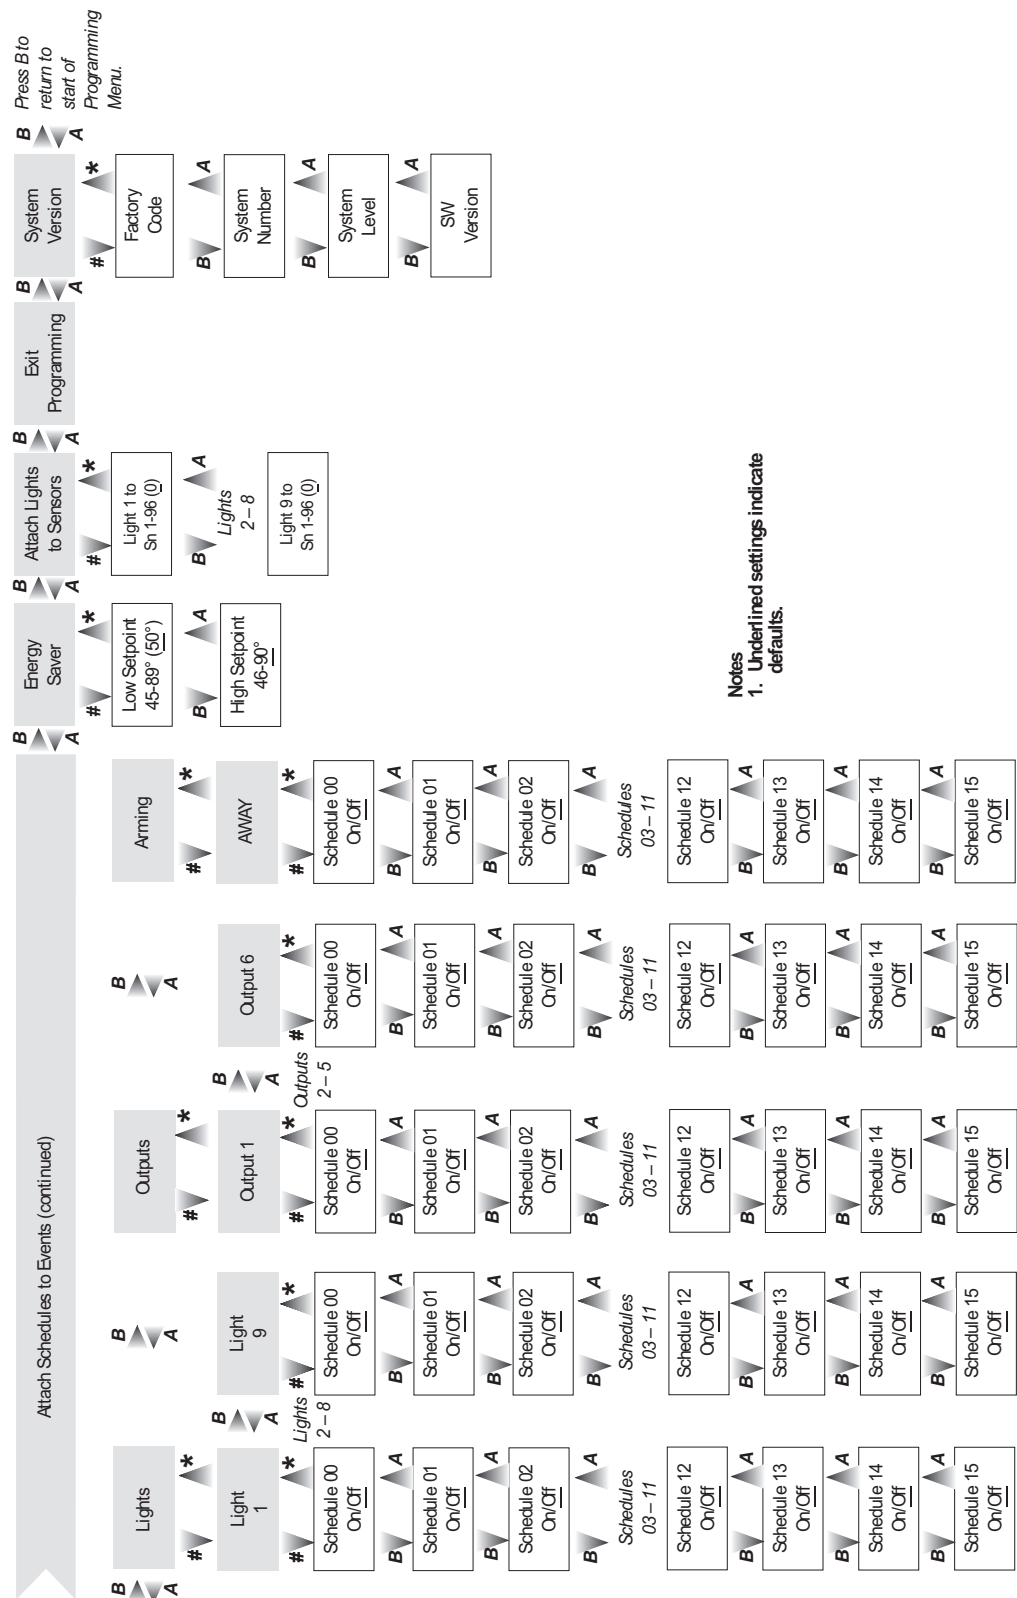 Attach Schedules to Events (continued)
B
A
Lights
#
*
Light
1
#
*
Schedule 00
On/Off
B
A
Schedule 01
On/Off
B
A
Schedule 02
On/Off
B
A
Schedules
03 – 11
Schedule 12
On/Off
B
A
Schedule 13
On/Off
B
A
Schedule 14
On/Off
B
A
Schedule 15
On/Off
B
A
Lights
2 – 8
B
A
Light
9
#
*
Schedule 00
On/Off
B
A
Schedule 01
On/Off
B
A
Schedule 02
On/Off
B
A
Schedules
03 – 11
Schedule 12
On/Off
B
A
Schedule 13
On/Off
B
A
Schedule 14
On/Off
B
A
Schedule 15
On/Off
Outputs
#
*
Output 1
#
*
Schedule 00
On/Off
B
A
Schedule 01
On/Off
B
A
Schedule 02
On/Off
B
A
Schedules
03 – 11
Schedule 12
On/Off
B
A
Schedule 13
On/Off
B
A
Schedule 14
On/Off
B
A
Schedule 15
On/Off
B
A
Outputs
2 – 5
B
A
Output 6
#
*
Schedule 00
On/Off
B
A
Schedule 01
On/Off
B
A
Schedule 02
On/Off
B
A
Schedules
03 – 11
Schedule 12
On/Off
B
A
Schedule 13
On/Off
B
A
Schedule 14
On/Off
B
A
Schedule 15
On/Off
Arming
#
*
AWAY
#
*
Schedule 00
On/Off
B
A
Schedule 01
On/Off
B
A
Schedule 02
On/Off
B
A
Schedules
03 – 11
Schedule 12
On/Off
B
A
Schedule 13
On/Off
B
A
Schedule 14
On/Off
B
A
Schedule 15
On/Off
B
A
Energy
Saver
#
*
Low Setpoint
45-89° (50°)
B
A
High Setpoint
46-90°
B
A
Attach Lights
to Sensors
#
*
Light 1 to
Sn 1-96 (0)
B
A
Lights
2 – 8
Light 9 to
Sn 1-96 (0)
B
A
Exit
Programming
B
A
System
Version
#
*
Factory
Code
B
A
System
Number
B
A
System
Level
B
A
SW
Version
B
A
Press B to
return to
start of
Programming
Menu.
Notes
1. Underlined settings indicate
defaults.